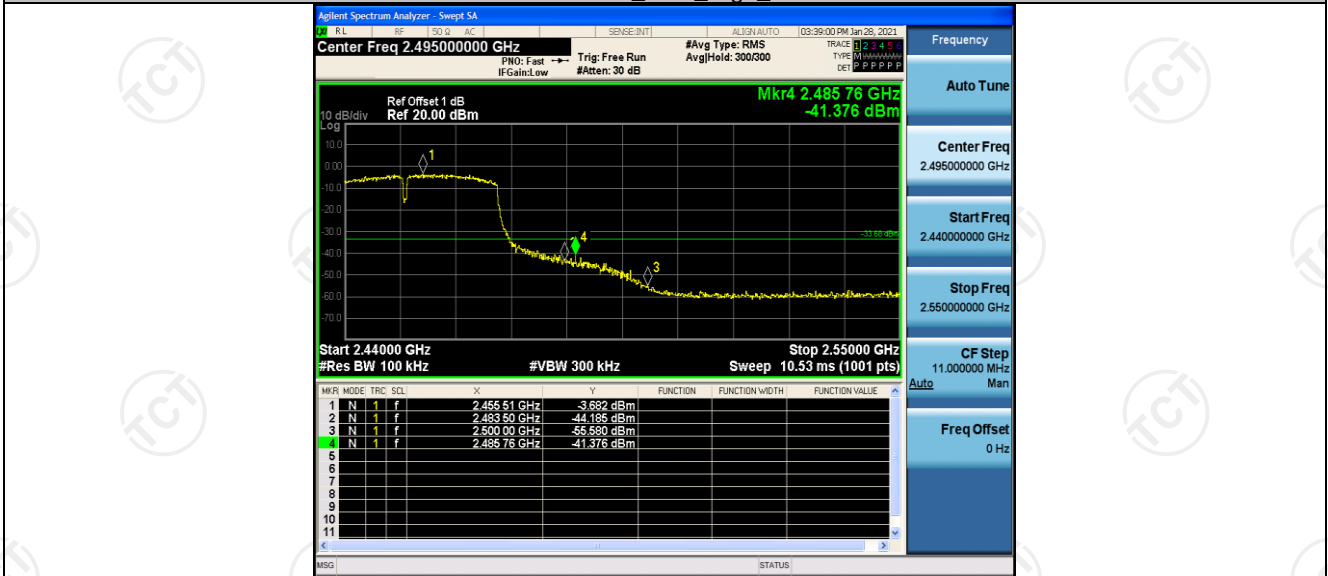 Agilent Spectrum Analyzer - Swept SA
RL RF 50 Ω AC SENSE:INT ALIGN AUTO 03:39:00 PM Jan 28, 2021
Center Freq 2.495000000 GHz
PNO: Fast
IFGain:Low
Trig: Free Run
#Atten: 30 dB
#Avg Type: RMS
Avg|Hold: 300/300
TRACE 1 2 3 4 5 6
TYPE M
DET P P P P P P
Frequency
Auto Tune
Center Freq
2.495000000 GHz
Start Freq
2.440000000 GHz
Stop Freq
2.550000000 GHz
CF Step
11.000000 MHz
Auto Man
Freq Offset
0 Hz
Mkr4 2.485 76 GHz
-41.376 dBm
Ref Offset 1 dB
10 dB/div Ref 20.00 dBm
Log
10.0
0.00
-10.0
-20.0
-30.0
-40.0
-50.0
-60.0
-70.0
1
4
3
-33.68 dBm
Start 2.44000 GHz Stop 2.55000 GHz
#Res BW 100 kHz #VBW 300 kHz Sweep 10.53 ms (1001 pts)
MKR MODE TRC SCL X Y FUNCTION FUNCTION WIDTH FUNCTION VALUE
1 N 1 f 2.455 51 GHz -3.682 dBm
2 N 1 f 2.483 50 GHz -44.185 dBm
3 N 1 f 2.500 00 GHz -55.580 dBm
4 N 1 f 2.485 76 GHz -41.376 dBm
5
6
7
8
9
10
11
MSG STATUS
TCT
TCT
TCT
TCT
TCT
TCT